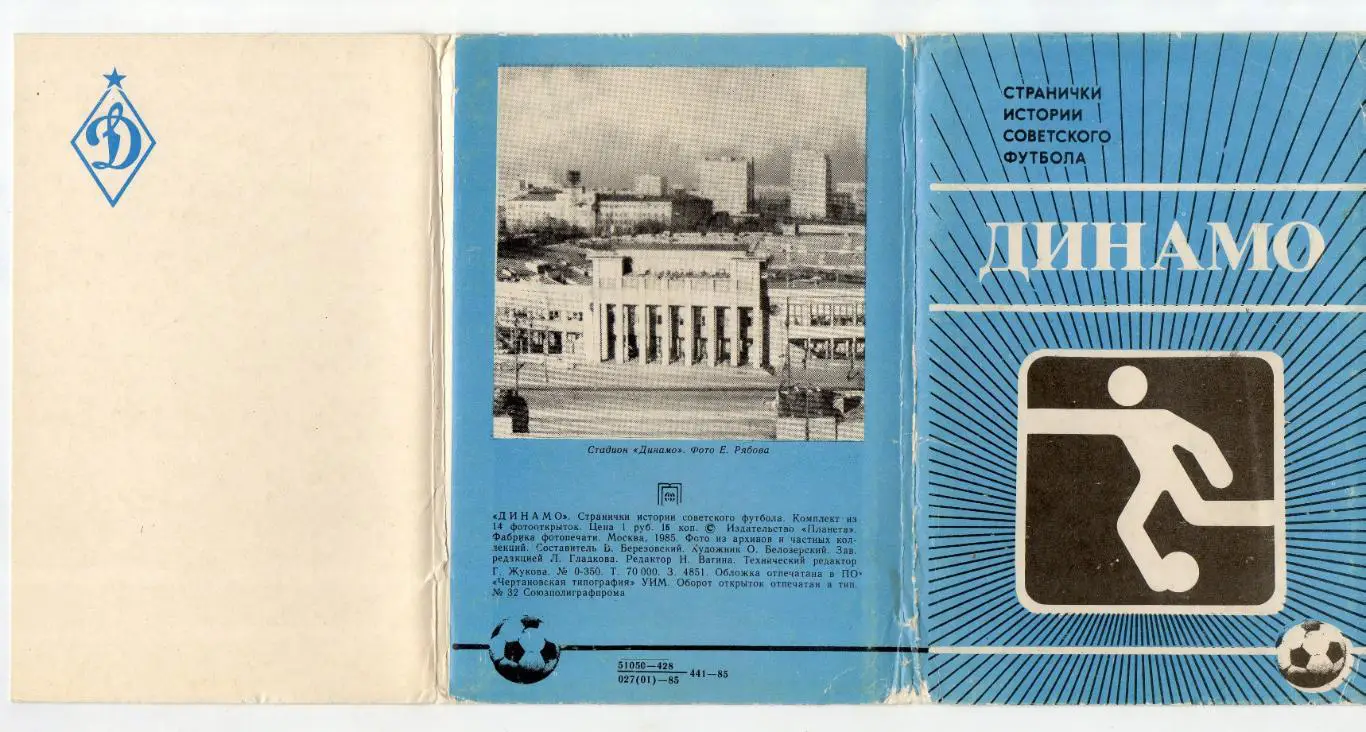 Д
Стадион «Динамо». Фото Е. Рябова
«ДИНАМО». Странички истории советского футбола. Комплект из
14 фотооткрыток. Цена 1 руб. 16 коп. © Издательство «Планета».
Фабрика фотопечати. Москва, 1985. Фото из архивов и частных кол-
лекций. Составитель В. Березовский. Художник О. Белозерский. Зав.
редакцией Л. Гладкова. Редактор Н. Вагина. Технический редактор
Г. Жукова. № 0-350. Т. 70 000. З. 4851. Обложка отпечатана в ПО
«Чертановская типография» УИМ. Оборот открыток отпечатан в тип.
№ 32 Союзполиграфпрома
51050—428
027(01)—85
441—85
СТРАНИЧКИ
ИСТОРИИ
СОВЕТСКОГО
ФУТБОЛА
ДИНАМО